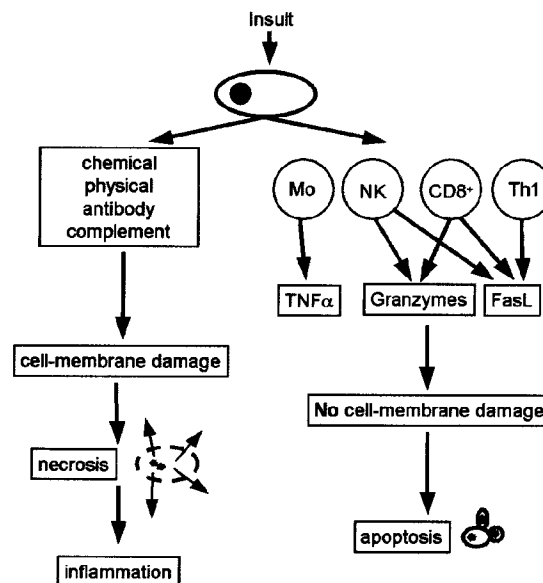 Insult
chemical
physical
antibody
complement
Mo
NK
CD8⁺
Th1
TNFα
Granzymes
FasL
cell-membrane damage
No cell-membrane damage
necrosis
apoptosis
inflammation